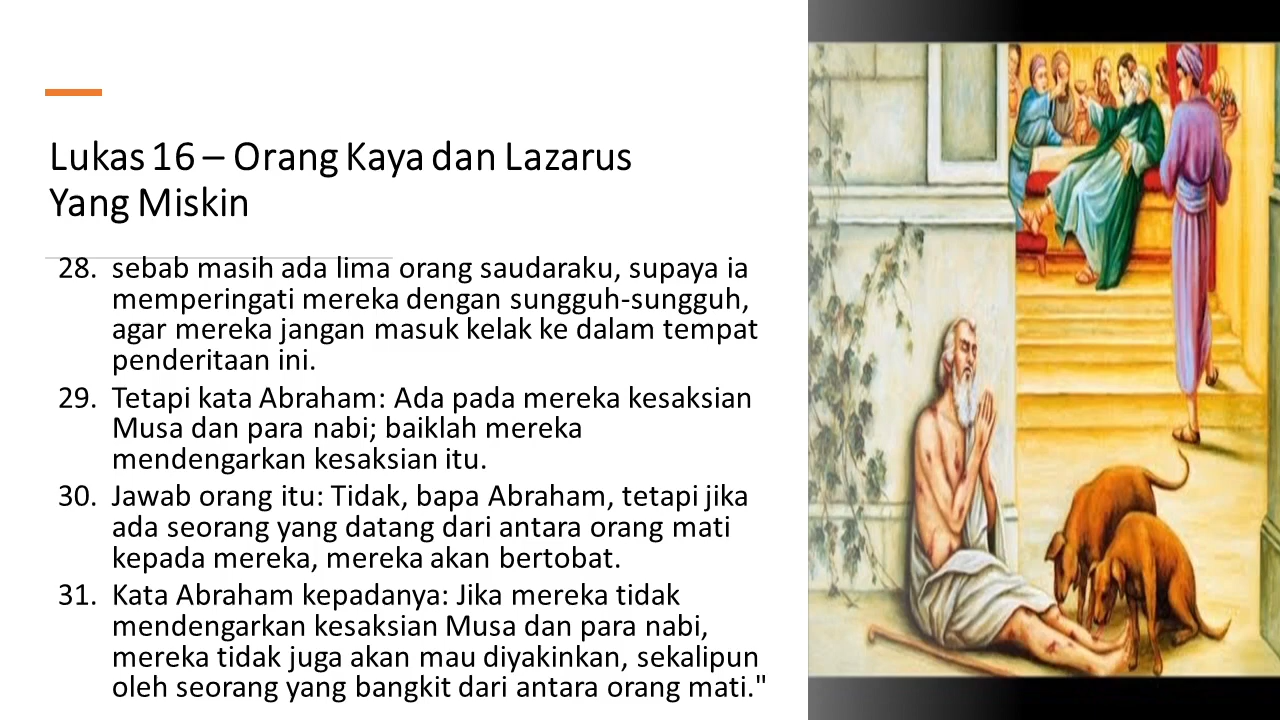 Lukas 16 – Orang Kaya dan Lazarus
Yang Miskin
28. sebab masih ada lima orang saudaraku, supaya ia
memperingati mereka dengan sungguh-sungguh,
agar mereka jangan masuk kelak ke dalam tempat
penderitaan ini.
29. Tetapi kata Abraham: Ada pada mereka kesaksian
Musa dan para nabi; baiklah mereka
mendengarkan kesaksian itu.
30. Jawab orang itu: Tidak, bapa Abraham, tetapi jika
ada seorang yang datang dari antara orang mati
kepada mereka, mereka akan bertobat.
31. Kata Abraham kepadanya: Jika mereka tidak
mendengarkan kesaksian Musa dan para nabi,
mereka tidak juga akan mau diyakinkan, sekalipun
oleh seorang yang bangkit dari antara orang mati."